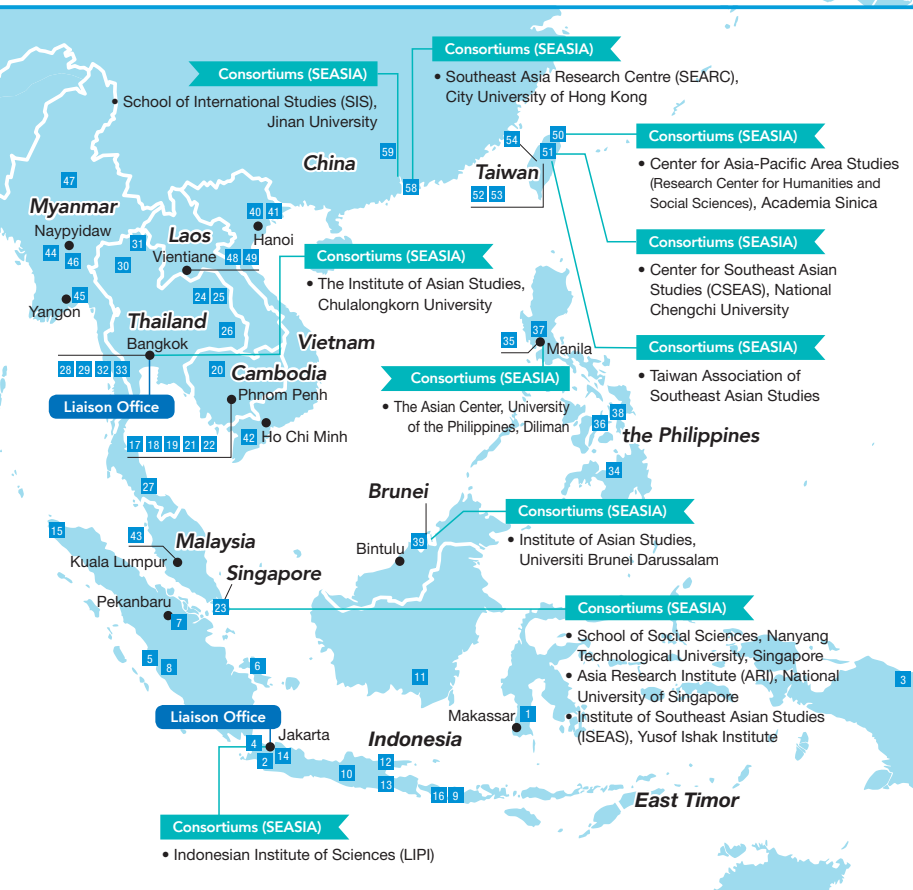 Consortiums (SEASIA)
• Southeast Asia Research Centre (SEARC),
City University of Hong Kong
Consortiums (SEASIA)
• School of International Studies (SIS),
Jinan University
Consortiums (SEASIA)
• Center for Asia-Pacific Area Studies
(Research Center for Humanities and
Social Sciences), Academia Sinica
Consortiums (SEASIA)
• Center for Southeast Asian
Studies (CSEAS), National
Chengchi University
Consortiums (SEASIA)
• Taiwan Association of
Southeast Asian Studies
China
59
58
Taiwan
54
50
51
52 53
47
Myanmar
Naypyidaw
44
46
45
Yangon
31
30
Laos
Vientiane
48 49
40 41
Hanoi
Consortiums (SEASIA)
• The Institute of Asian Studies,
Chulalongkorn University
24 25
26
Thailand
Bangkok
28 29 32 33
Liaison Office
Vietnam
20
Cambodia
Phnom Penh
17 18 19 21 22
42
Ho Chi Minh
27
35
37
Manila
Consortiums (SEASIA)
• The Asian Center, University
of the Philippines, Diliman
38
36
the Philippines
34
Brunei
39
Bintulu
Consortiums (SEASIA)
• Institute of Asian Studies,
Universiti Brunei Darussalam
15
43
Malaysia
Kuala Lumpur
Singapore
23
Pekanbaru
7
5
8
6
Consortiums (SEASIA)
• School of Social Sciences, Nanyang
Technological University, Singapore
• Asia Research Institute (ARI), National
University of Singapore
• Institute of Southeast Asian Studies
(ISEAS), Yusof Ishak Institute
3
11
Makassar
1
Liaison Office
Jakarta
4
2
14
Indonesia
10
12
13
16 9
East Timor
Consortiums (SEASIA)
• Indonesian Institute of Sciences (LIPI)